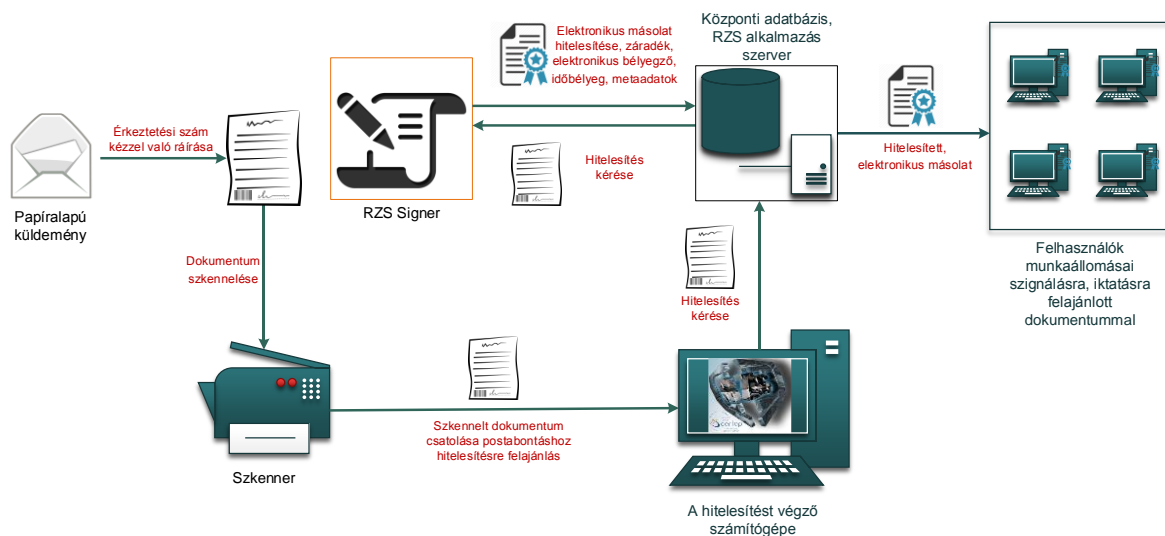 Elektronikus másolat
hitelesítése, záradék,
elektronikus bélyegző,
időbélyeg, metaadatok
Központi adatbázis,
RZS alkalmazás
szerver
Érkeztetési szám
kézzel való ráírása
Papíralapú
küldemény
RZS Signer
Hitelesítés
kérése
Hitelesített,
elektronikus másolat
Felhasználók
munkaállomásai
szignálásra, iktatásra
felajánlott
dokumentummal
Dokumentum
szkennelése
Hitelesítés
kérése
Szkennelt dokumentum
csatolása postabontáshoz
hitelesítésre felajánlás
Szkenner
A hitelesítést végző
számítógépe